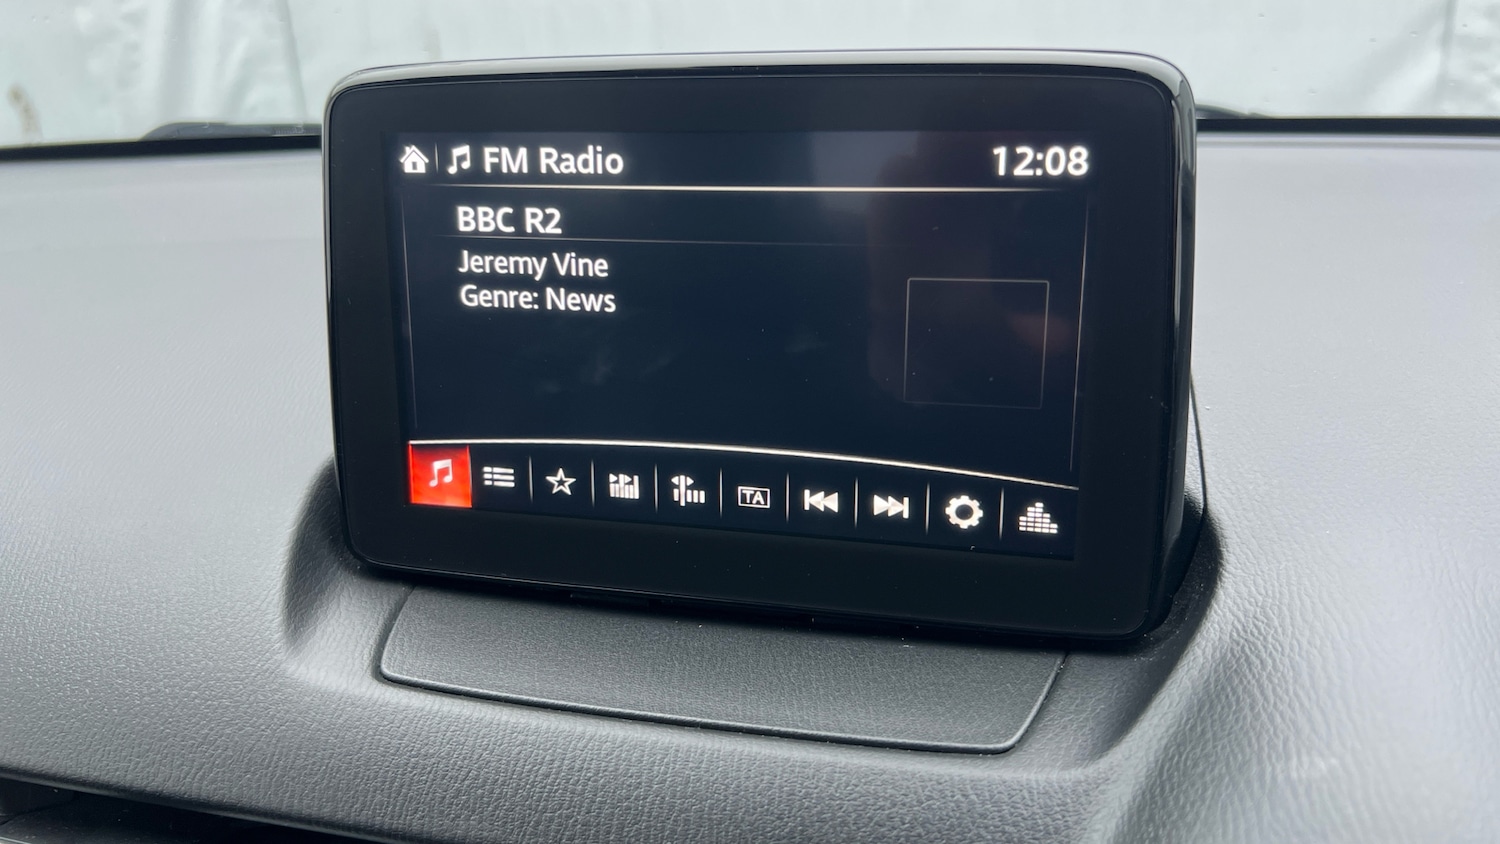 FM Radio 12:08
BBC R2
Jeremy Vine
Genre: News
TA